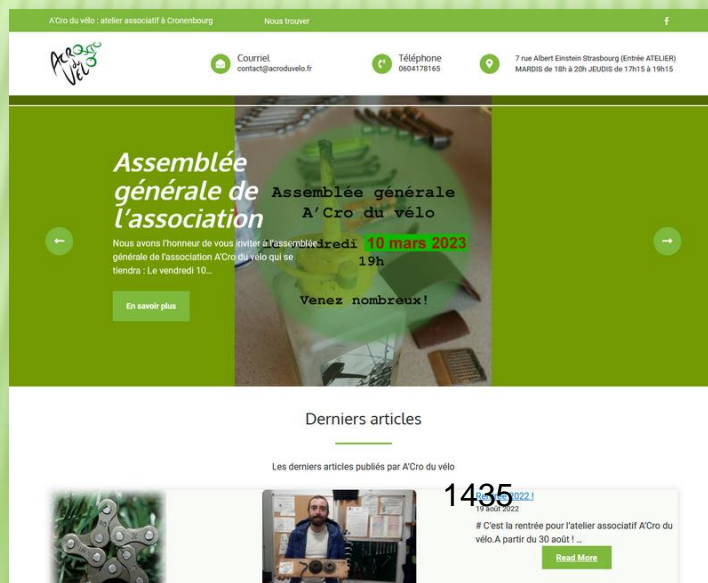 A'Cro du vélo : atelier associatif à Cronenbourg
Nous trouver
f
ACRO du VÉLO
Courriel
contact@acroduvelo.fr
Téléphone
0604178165
7 rue Albert Einstein Strasbourg (Entrée ATELIER)
MARDIS de 18h à 20h JEUDIS de 17h15 à 19h15
Assemblée
générale de
l'association
Nous avons l'honneur de vous inviter à l'assemblée
générale de l'association A'Cro du vélo qui se
tiendra : Le vendredi 10...
En savoir plus
Assemblée générale
A'Cro du vélo
10 mars 2023
19h
Venez nombreux!
Derniers articles
Les derniers articles publiés par A'Cro du vélo
1435
2022 !
19 août 2022
# C'est la rentrée pour l'atelier associatif A'Cro du
vélo.A partir du 30 août ! ...
Read More